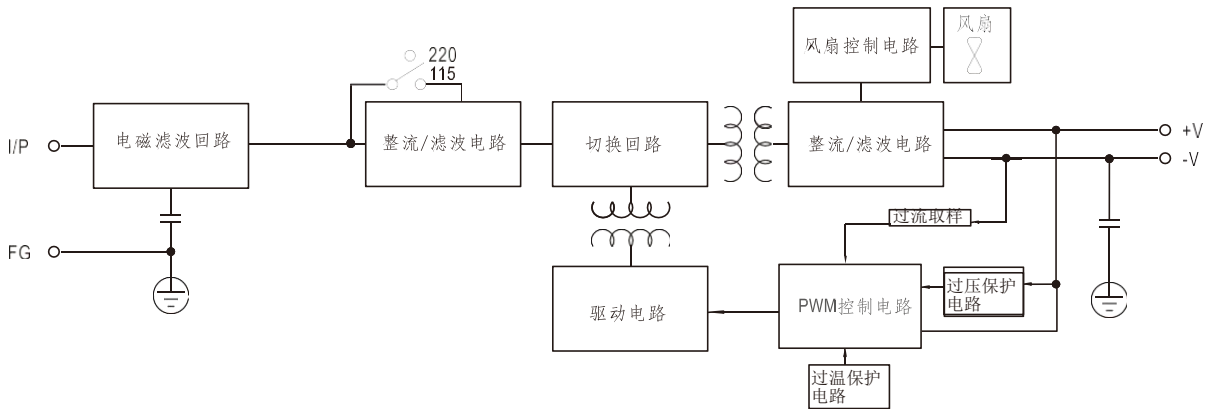 风扇控制电路
风扇
220
115
I/P
电磁滤波回路
整流/滤波电路
切换回路
整流/滤波电路
+V
-V
过流取样
FG
驱动电路
PWM控制电路
过压保护
电路
过温保护
电路